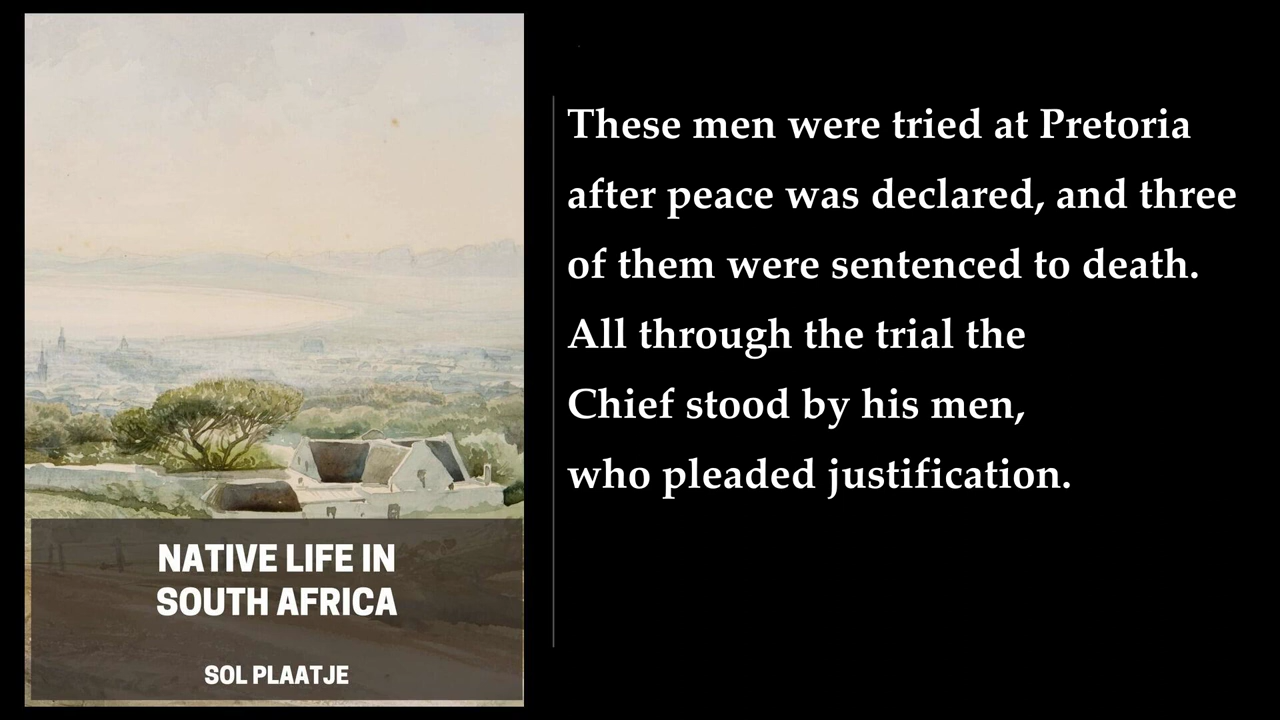 These men were tried at Pretoria
after peace was declared, and three
of them were sentenced to death.
All through the trial the
Chief stood by his men,
who pleaded justification.
NATIVE LIFE IN
SOUTH AFRICA
SOL PLAATJE